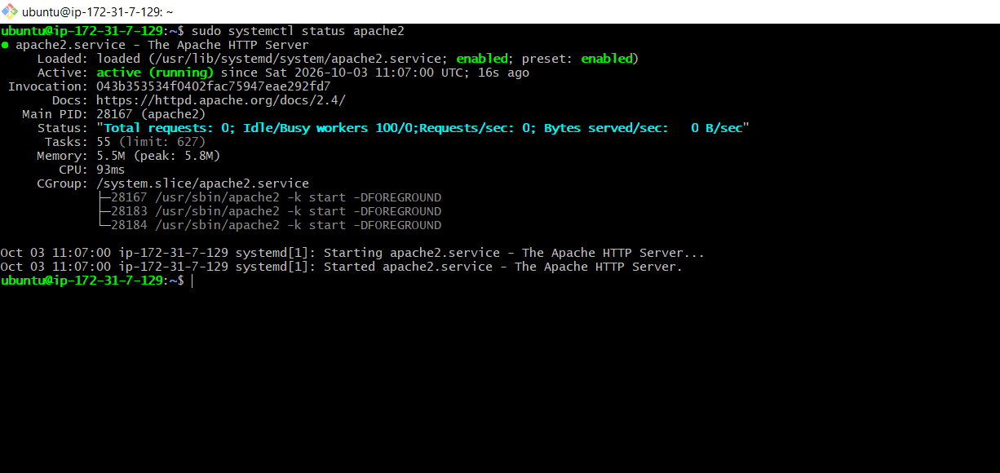 ubuntu@ip-172-31-7-129: ~
ubuntu@ip-172-31-7-129:~$ sudo systemctl status apache2
● apache2.service - The Apache HTTP Server
     Loaded: loaded (/usr/lib/systemd/system/apache2.service; enabled; preset: enabled)
     Active: active (running) since Sat 2026-10-03 11:07:00 UTC; 16s ago
 Invocation: 043b353534f0402fac75947eae292fd7
       Docs: https://httpd.apache.org/docs/2.4/
   Main PID: 28167 (apache2)
     Status: "Total requests: 0; Idle/Busy workers 100/0;Requests/sec: 0; Bytes served/sec:   0 B/sec"
      Tasks: 55 (limit: 627)
     Memory: 5.5M (peak: 5.8M)
        CPU: 93ms
     CGroup: /system.slice/apache2.service
             ├─28167 /usr/sbin/apache2 -k start -DFOREGROUND
             ├─28183 /usr/sbin/apache2 -k start -DFOREGROUND
             └─28184 /usr/sbin/apache2 -k start -DFOREGROUND
Oct 03 11:07:00 ip-172-31-7-129 systemd[1]: Starting apache2.service - The Apache HTTP Server...
Oct 03 11:07:00 ip-172-31-7-129 systemd[1]: Started apache2.service - The Apache HTTP Server.
ubuntu@ip-172-31-7-129:~$